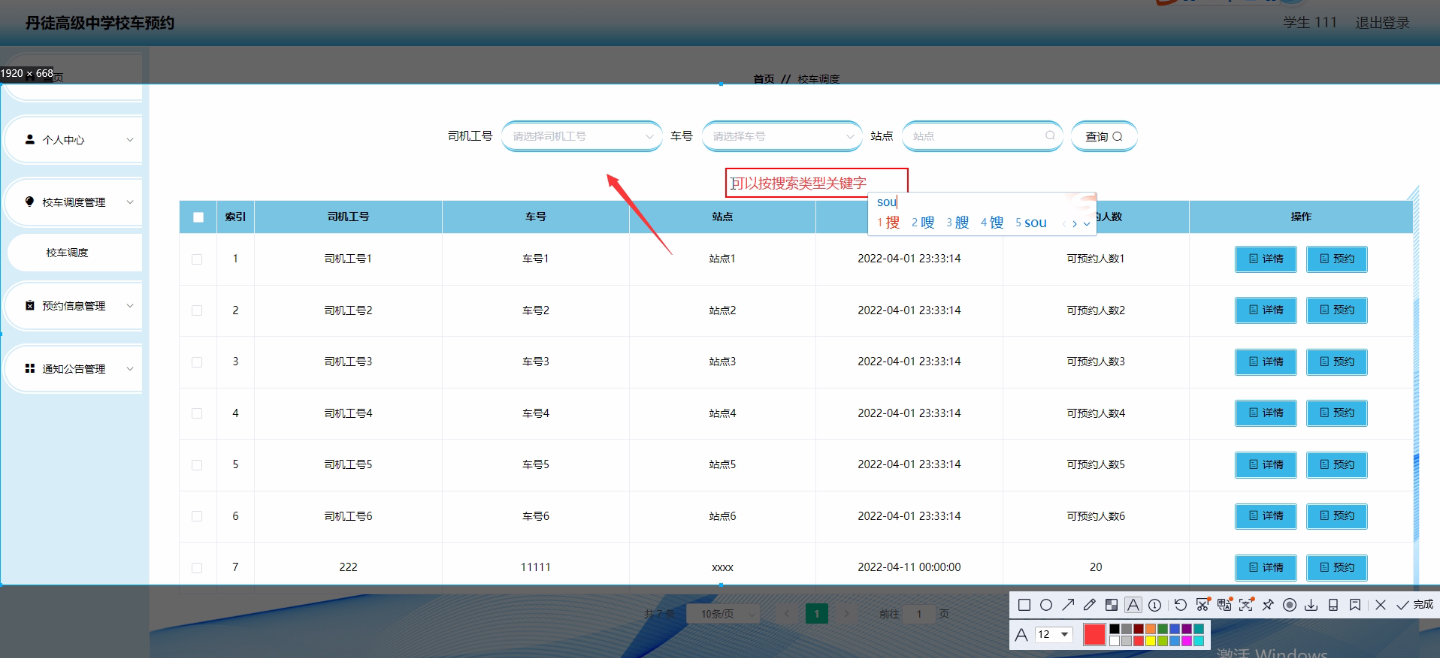 丹徒高级中学校车预约
学生 111 退出登录
1920 × 668
首页 // 校车调度
个人中心
校车调度管理
校车调度
预约信息管理
通知公告管理
司机工号 请选择司机工号 车号 请选择车号 站点 站点 查询
可以按搜索类型关键字
sou
1 搜 2 嗖 3 艘 4 馊 5 sou
索引 司机工号 车号 站点 约人数 操作
1 司机工号1 车号1 站点1 2022-04-01 23:33:14 可预约人数1 详情 预约
2 司机工号2 车号2 站点2 2022-04-01 23:33:14 可预约人数2 详情 预约
3 司机工号3 车号3 站点3 2022-04-01 23:33:14 可预约人数3 详情 预约
4 司机工号4 车号4 站点4 2022-04-01 23:33:14 可预约人数4 详情 预约
5 司机工号5 车号5 站点5 2022-04-01 23:33:14 可预约人数5 详情 预约
6 司机工号6 车号6 站点6 2022-04-01 23:33:14 可预约人数6 详情 预约
7 222 11111 xxxx 2022-04-11 00:00:00 20 详情 预约
10条/页 1 前往 1 页
完成
A 12
激活 Windows